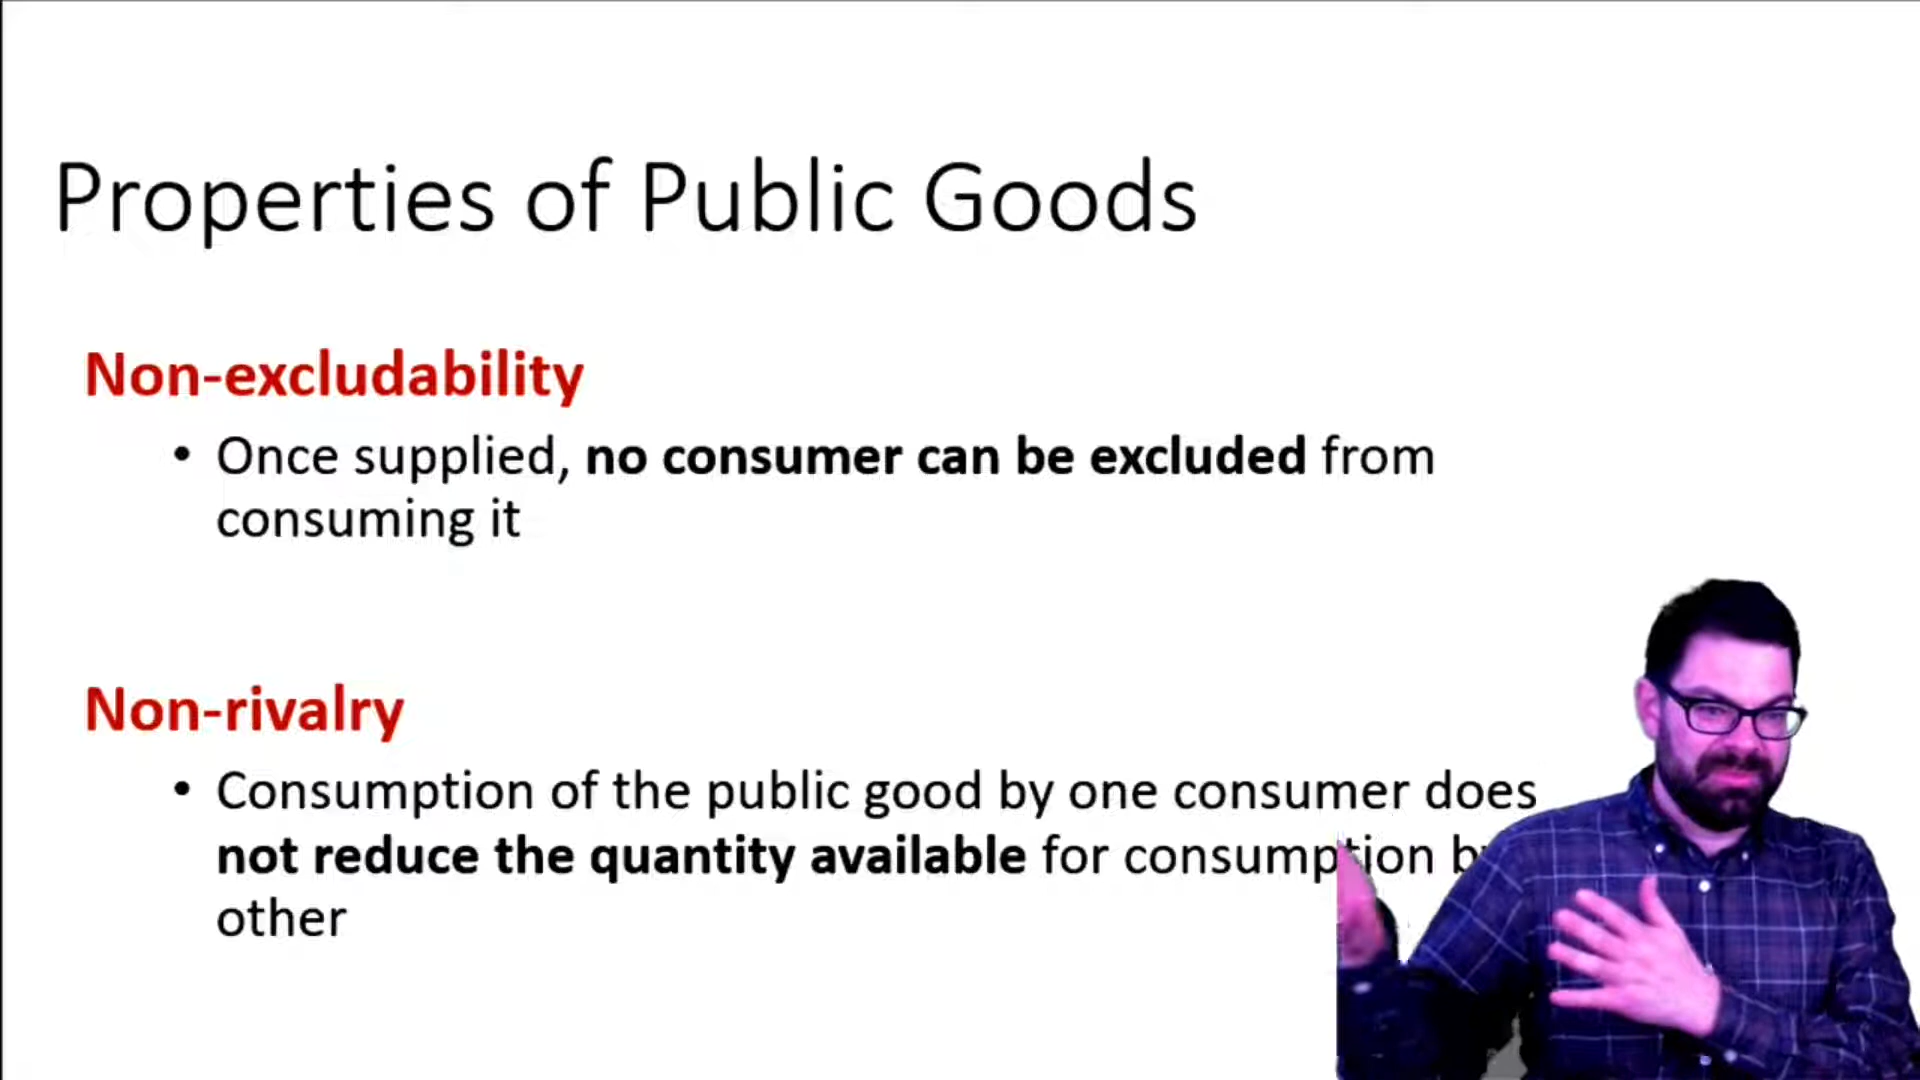 Properties of Public Goods
Non-excludability
• Once supplied, no consumer can be excluded from
consuming it
Non-rivalry
• Consumption of the public good by one consumer does
not reduce the quantity available for consumption
other